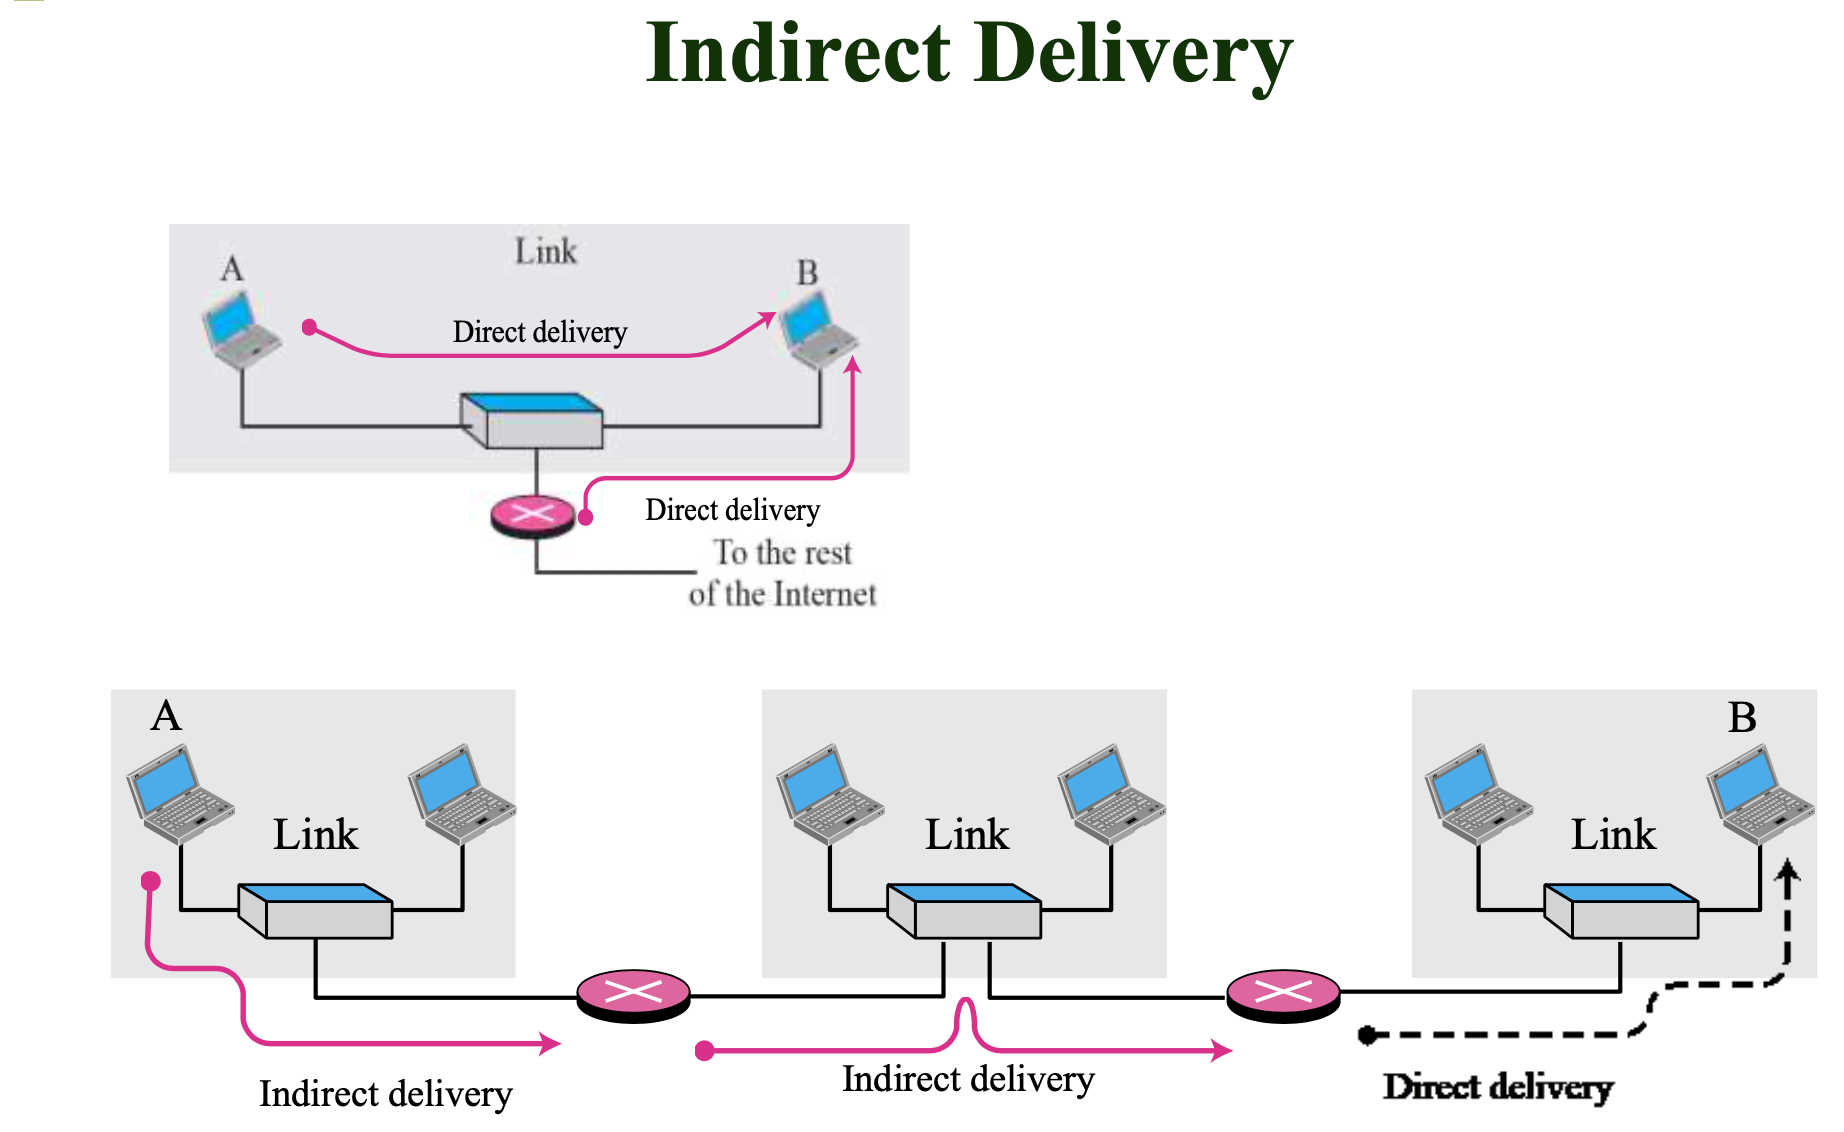 Indirect Delivery
Link
A
B
Direct delivery
Direct delivery
To the rest
of the Internet
A
B
Link
Link
Link
Indirect delivery
Indirect delivery
Direct delivery